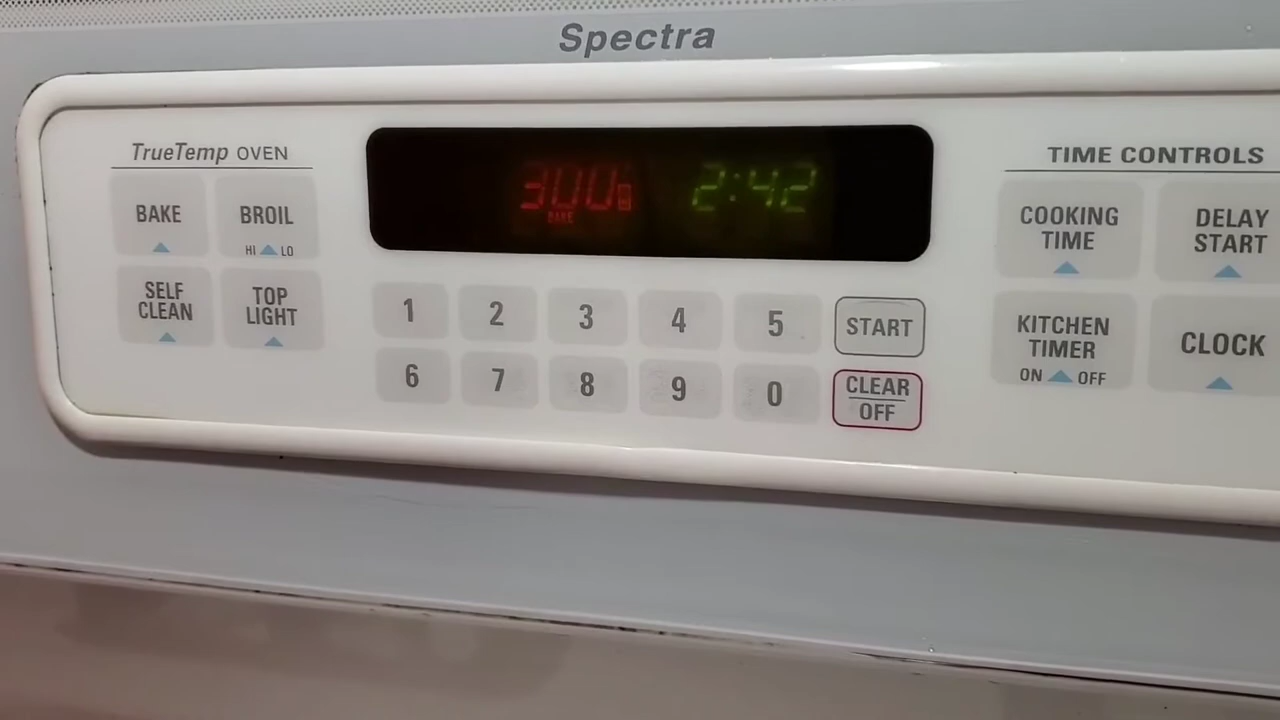 Spectra
TrueTemp OVEN
BAKE
BROIL
HI LO
SELF
CLEAN
TOP
LIGHT
300
BAKE
2:42
1 2 3 4 5
6 7 8 9 0
START
CLEAR
OFF
TIME CONTROLS
COOKING
TIME
DELAY
START
KITCHEN
TIMER
ON OFF
CLOCK